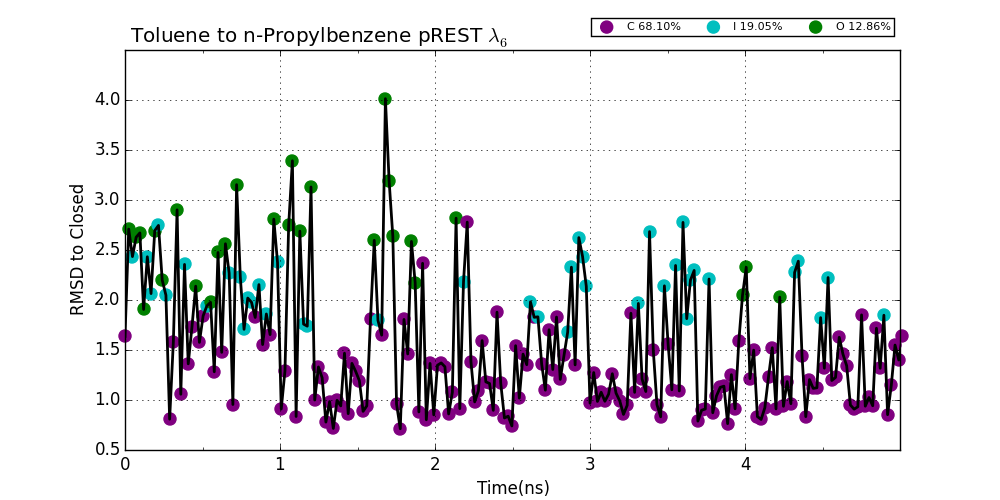 Toluene to n-Propylbenzene pREST λ6
C 68.10% I 19.05% O 12.86%
4.0
3.5
3.0
2.5
2.0
1.5
1.0
0.5
RMSD to Closed
0 1 2 3 4
Time(ns)